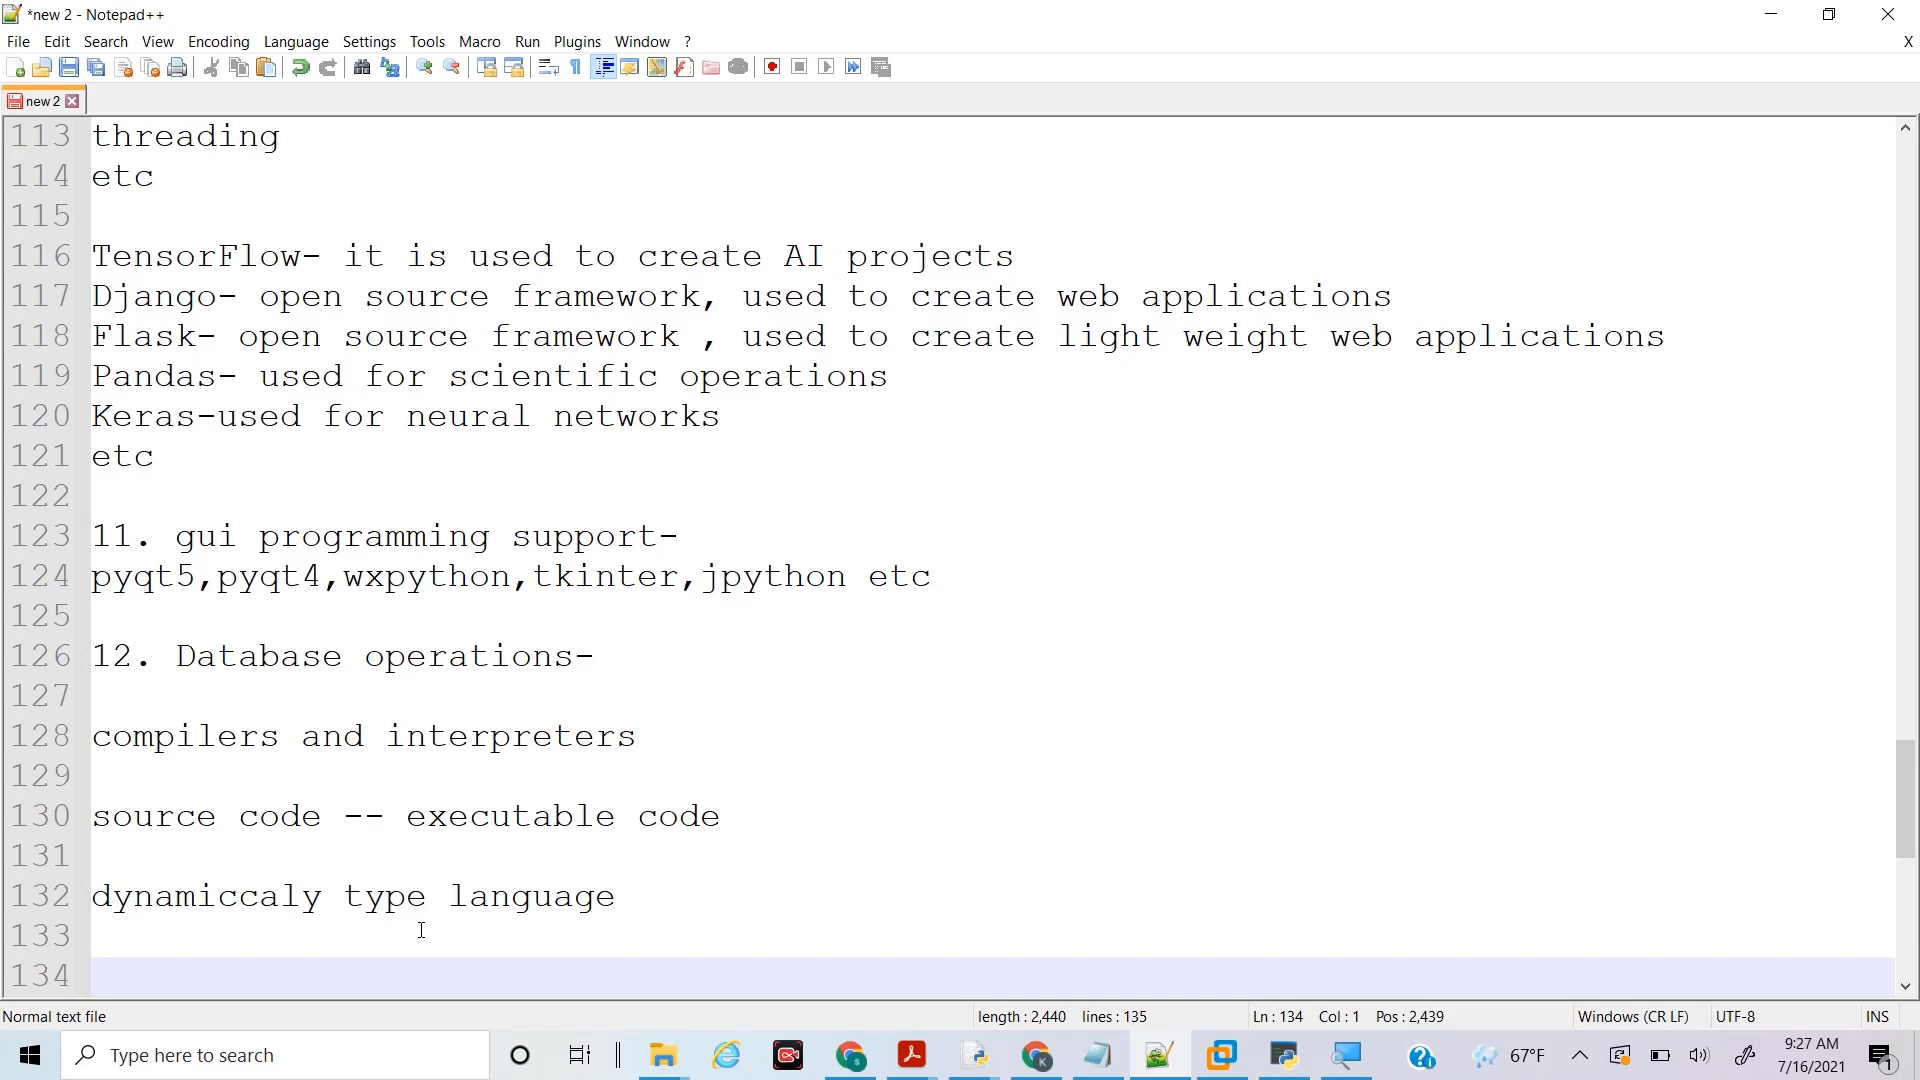 *new 2 - Notepad++
File Edit Search View Encoding Language Settings Tools Macro Run Plugins Window ? X
new 2
113 threading
114 etc
115
116 TensorFlow- it is used to create AI projects
117 Django- open source framework, used to create web applications
118 Flask- open source framework , used to create light weight web applications
119 Pandas- used for scientific operations
120 Keras-used for neural networks
121 etc
122
123 11. gui programming support-
124 pyqt5,pyqt4,wxpython,tkinter,jpython etc
125
126 12. Database operations-
127
128 compilers and interpreters
129
130 source code -- executable code
131
132 dynamiccaly type language
133
134
Normal text file length : 2,440 lines : 135 Ln : 134 Col : 1 Pos : 2,439 Windows (CR LF) UTF-8 INS
Type here to search 67°F 9:27 AM
7/16/2021 1